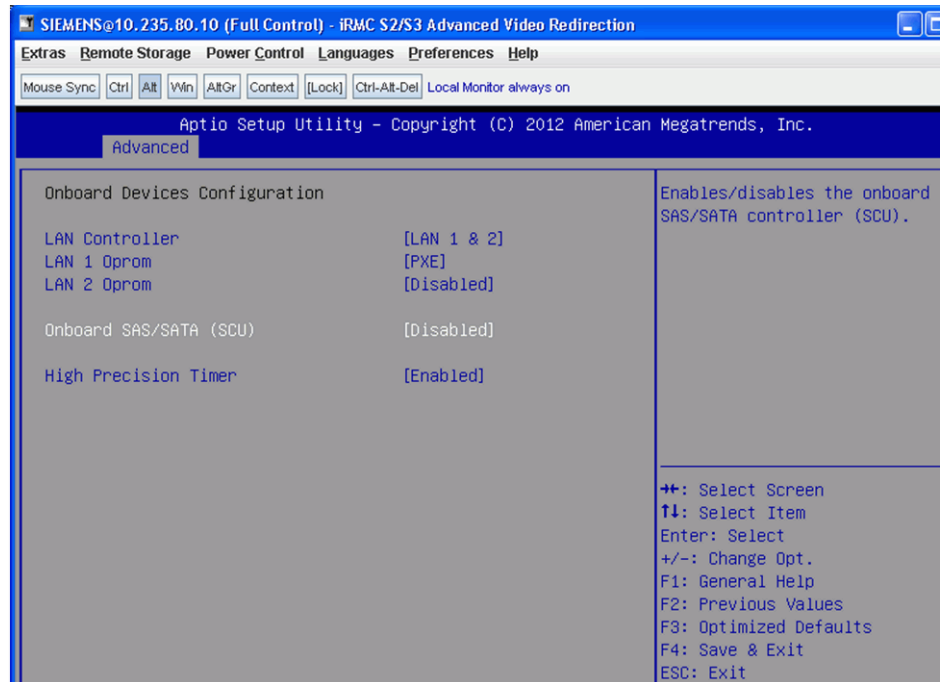 SIEMENS@10.235.80.10 (Full Control) - iRMC S2/S3 Advanced Video Redirection
Extras Remote Storage Power Control Languages Preferences Help
Mouse Sync Ctrl Alt Win AltGr Context [Lock] Ctrl-Alt-Del Local Monitor always on
Aptio Setup Utility – Copyright (C) 2012 American Megatrends, Inc.
Advanced
Onboard Devices Configuration
LAN Controller [LAN 1 & 2]
LAN 1 Oprom [PXE]
LAN 2 Oprom [Disabled]
Onboard SAS/SATA (SCU) [Disabled]
High Precision Timer [Enabled]
Enables/disables the onboard
SAS/SATA controller (SCU).
→←: Select Screen
↑↓: Select Item
Enter: Select
+/-: Change Opt.
F1: General Help
F2: Previous Values
F3: Optimized Defaults
F4: Save & Exit
ESC: Exit